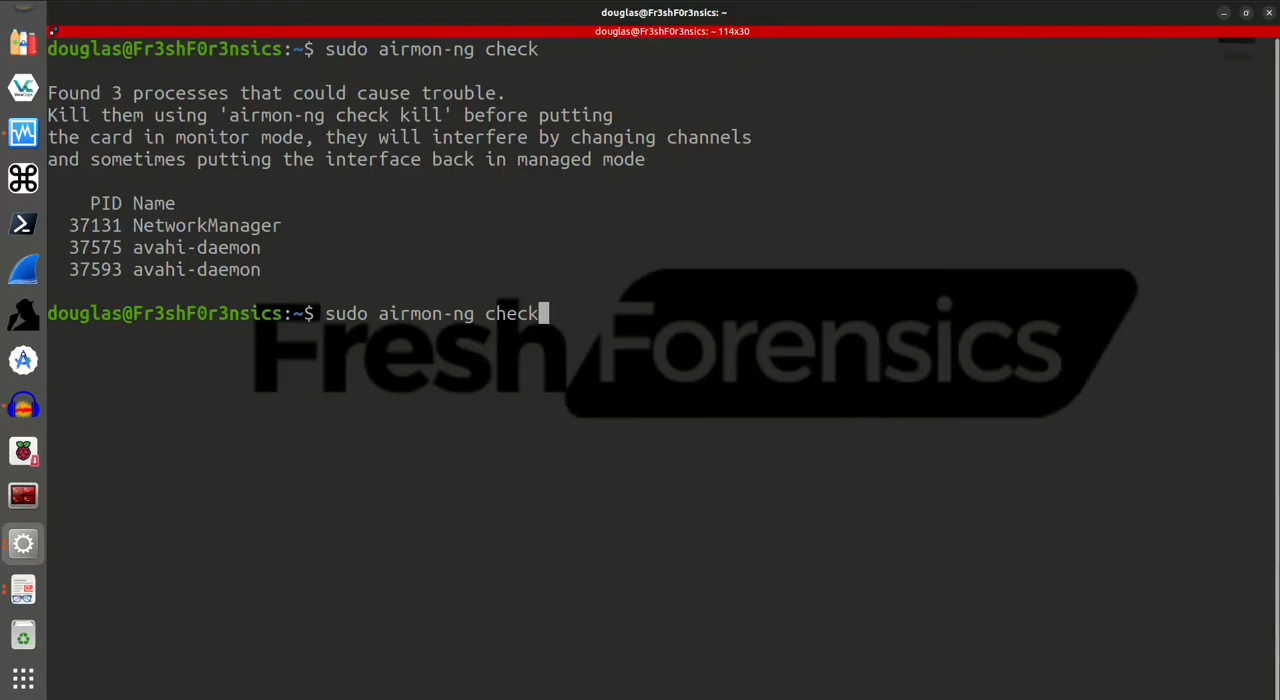 douglas@Fr3shF0r3nsics: ~
douglas@Fr3shF0r3nsics: ~ 114x30
douglas@Fr3shF0r3nsics:~$ sudo airmon-ng check
Found 3 processes that could cause trouble.
Kill them using 'airmon-ng check kill' before putting
the card in monitor mode, they will interfere by changing channels
and sometimes putting the interface back in managed mode
PID Name
37131 NetworkManager
37575 avahi-daemon
37593 avahi-daemon
douglas@Fr3shF0r3nsics:~$ sudo airmon-ng check
Fresh Forensics